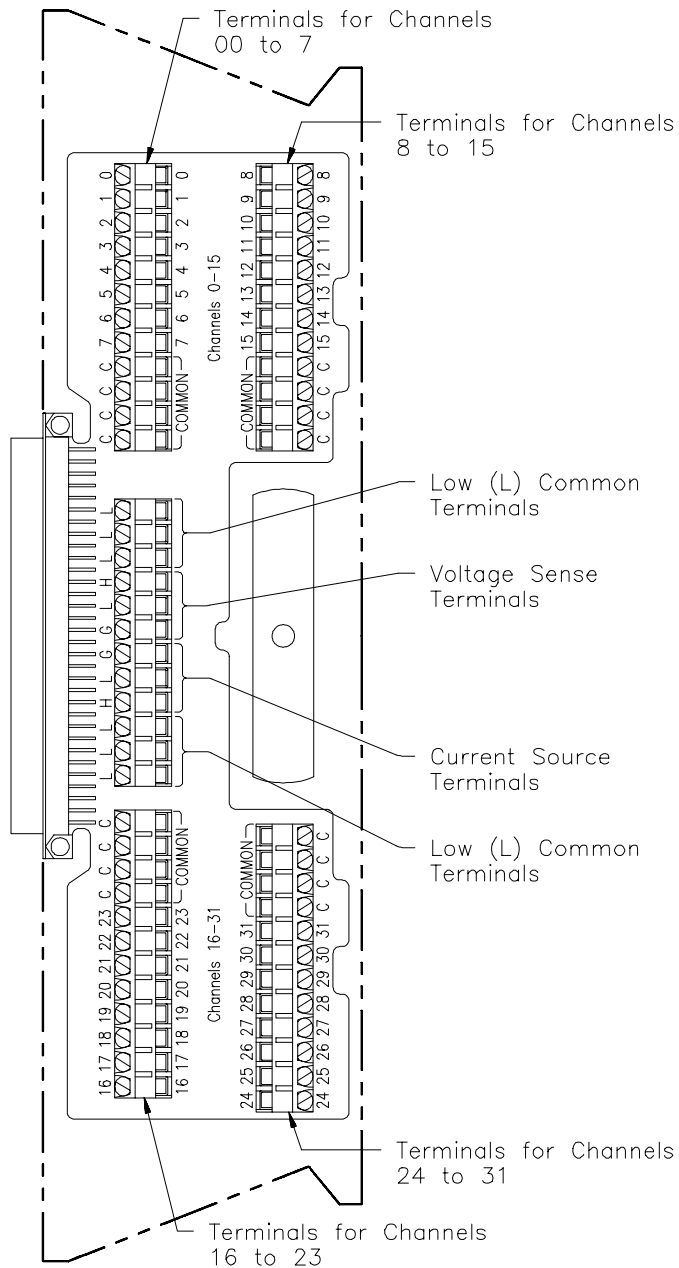 Terminals for Channels
00 to 7
Terminals for Channels
8 to 15
0 1 2 3 4 5 6 7 C C C C
0 1 2 3 4 5 6 7 COMMON
Channels 0-15
8 9 10 11 12 13 14 15 COMMON
8 9 10 11 12 13 14 15 C C C C
L L L H L G G L H L L L
Low (L) Common
Terminals
Voltage Sense
Terminals
Current Source
Terminals
Low (L) Common
Terminals
C C C C 23 22 21 20 19 18 17 16
COMMON 23 22 21 20 19 18 17 16
Channels 16-31
COMMON 31 30 29 28 27 26 25 24
C C C C 31 30 29 28 27 26 25 24
Terminals for Channels
24 to 31
Terminals for Channels
16 to 23